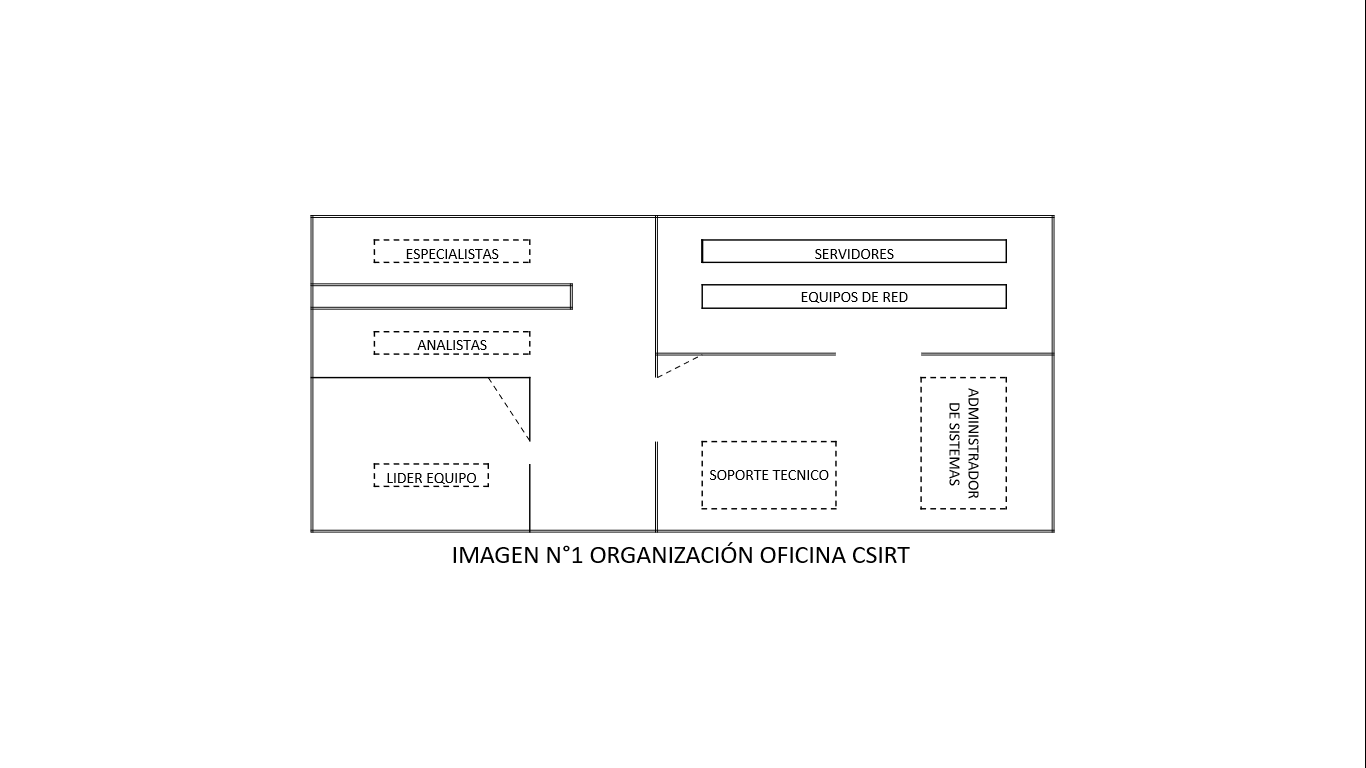 ESPECIALISTAS
SERVIDORES
EQUIPOS DE RED
ANALISTAS
LIDER EQUIPO
SOPORTE TECNICO
ADMINISTRADOR
DE SISTEMAS
IMAGEN N°1 ORGANIZACIÓN OFICINA CSIRT